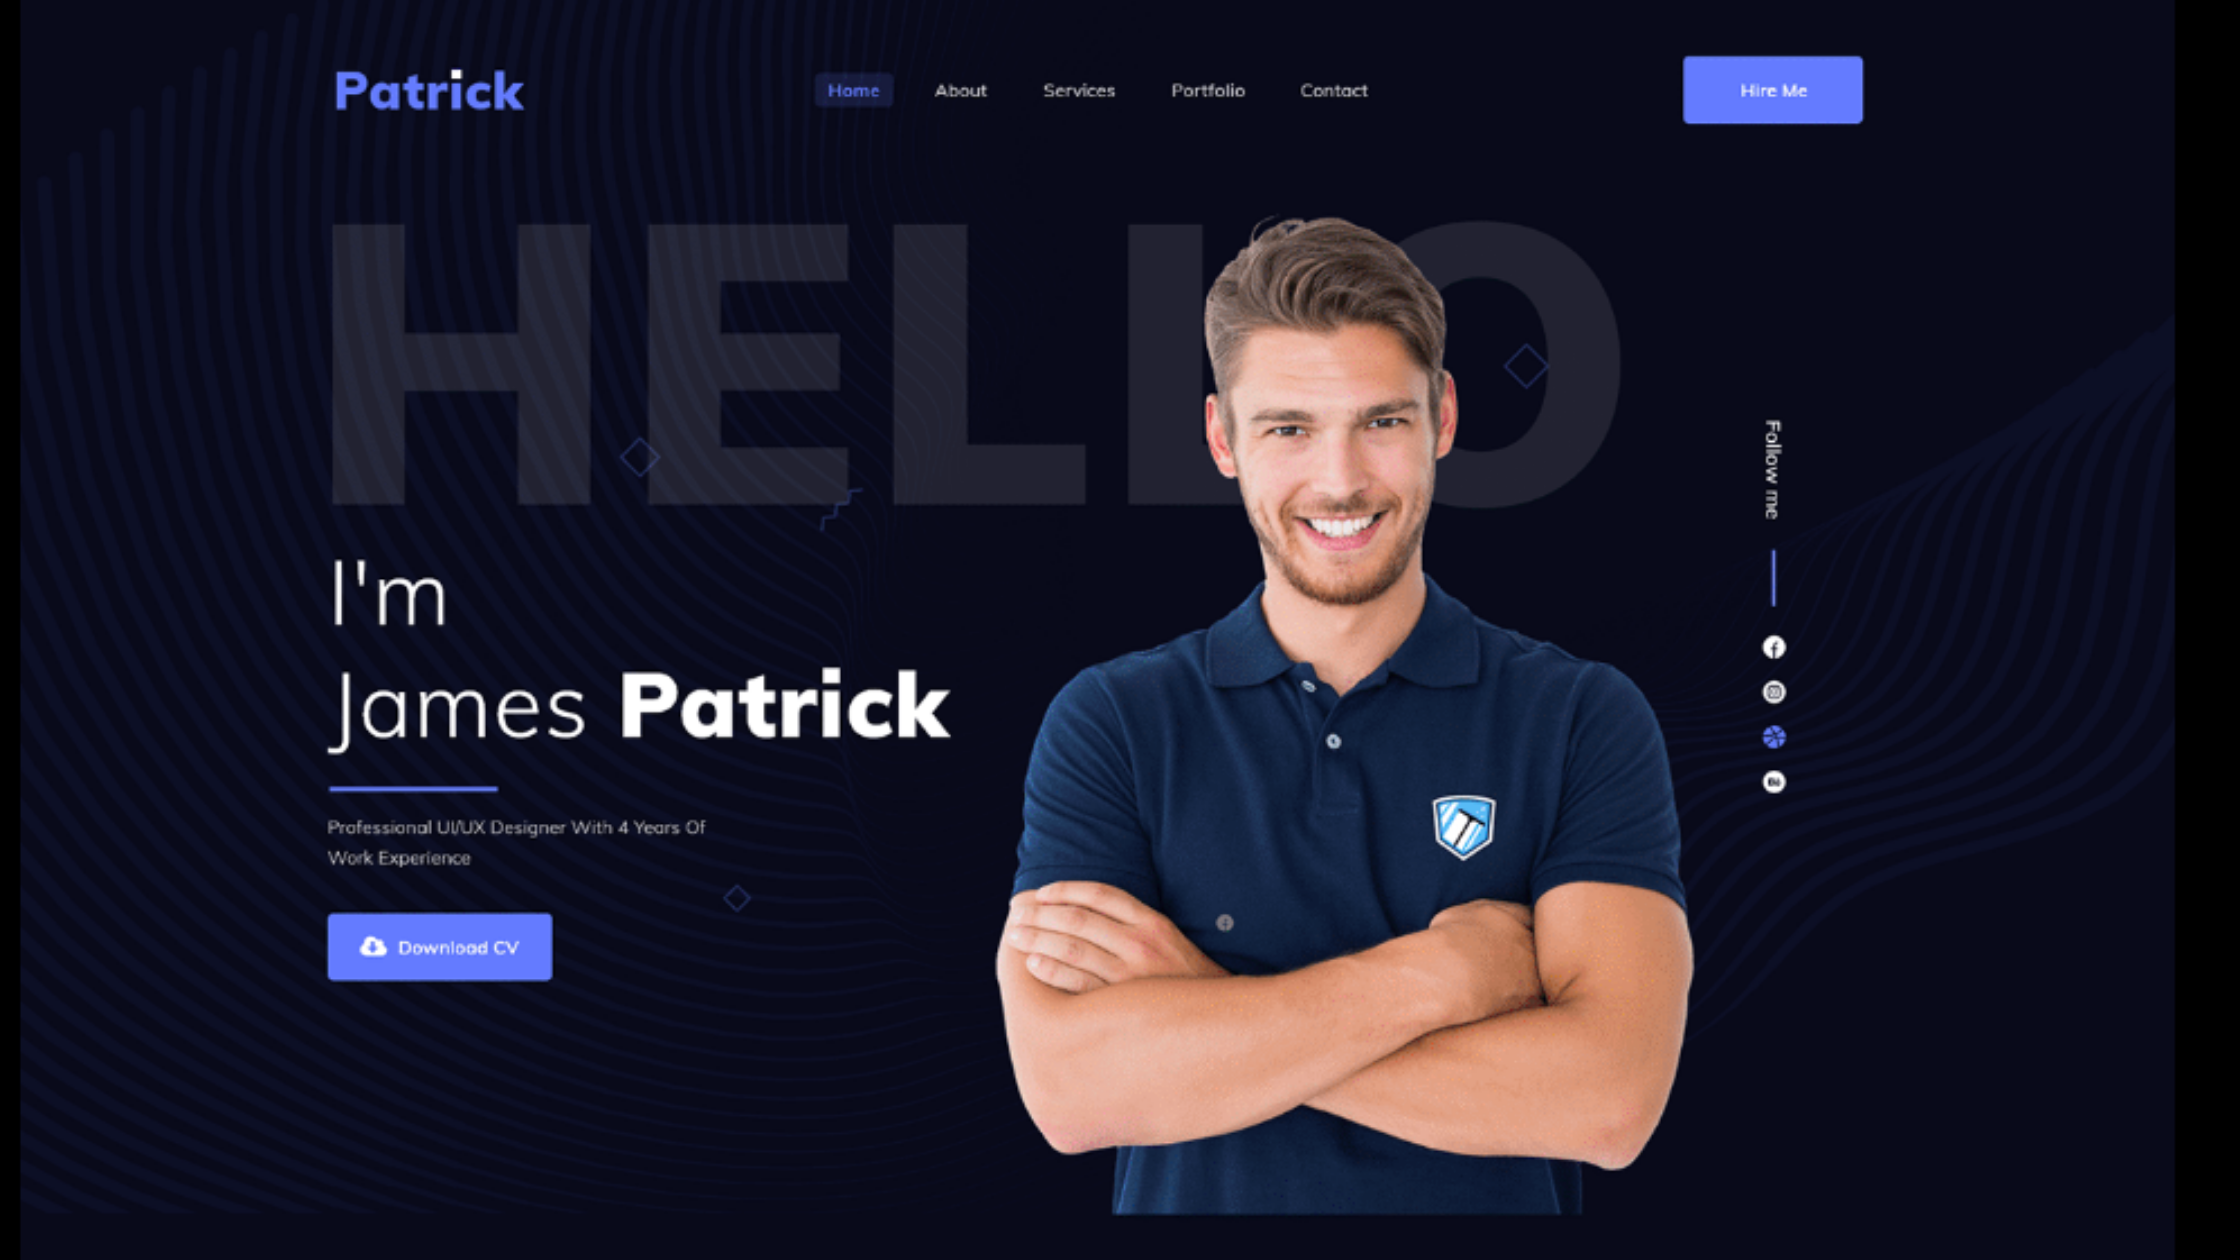 Patrick
Home About Services Portfolio Contact
Hire Me
HELLO
Follow me
I'm
James Patrick
Professional UI/UX Designer With 4 Years Of
Work Experience
Download CV